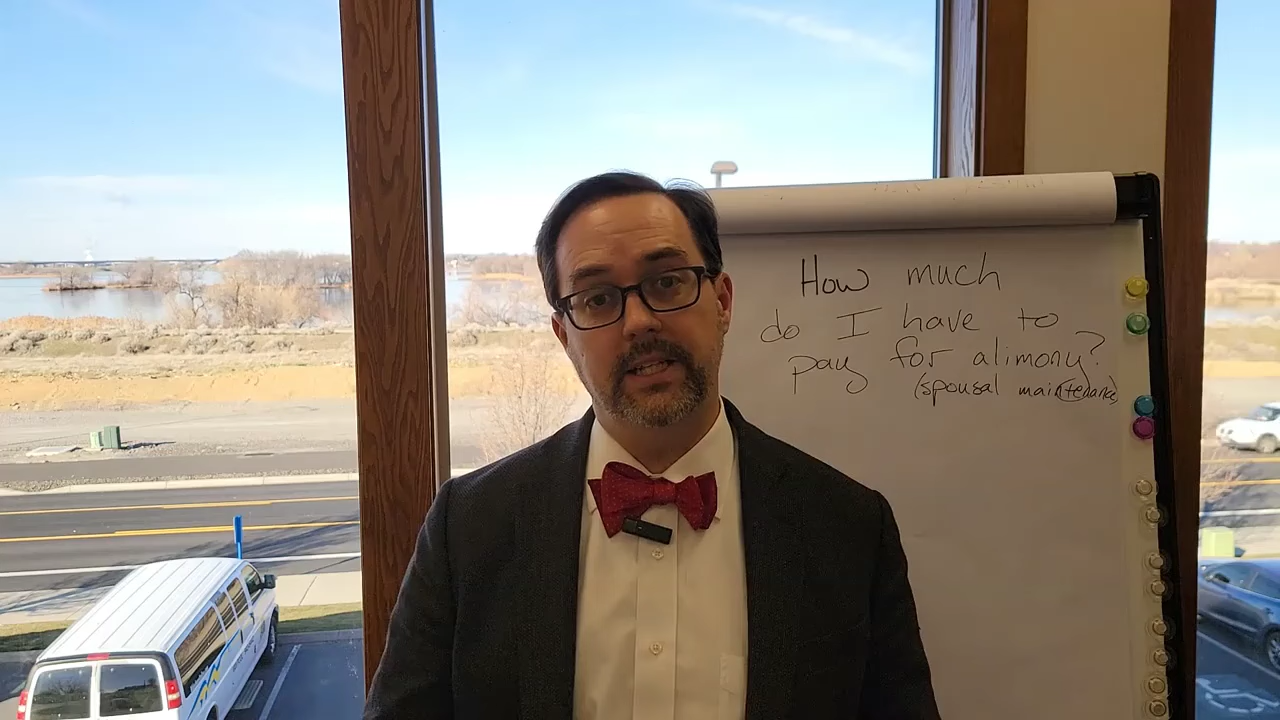 How much
do I have to
pay for alimony?
(spousal maintenance)